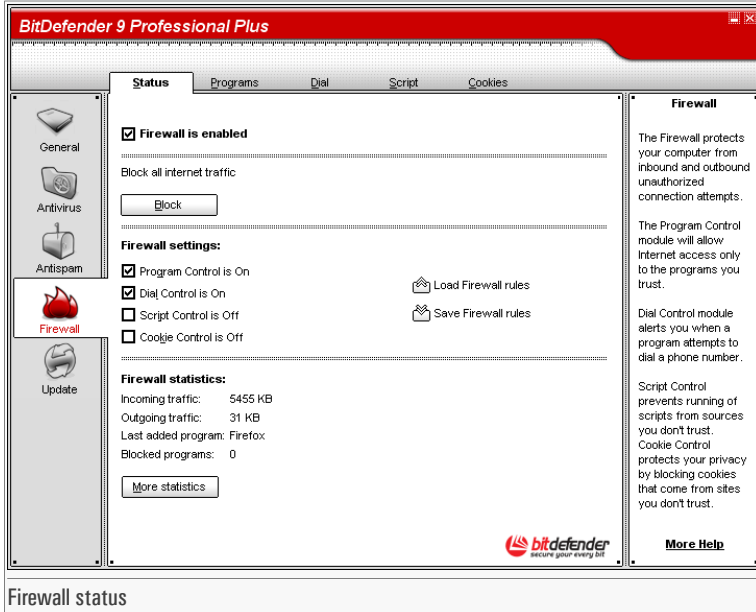 BitDefender 9 Professional Plus
Status
Programs
Dial
Script
Cookies
General
Antivirus
Antispam
Firewall
Update
Firewall is enabled
Block all internet traffic
Block
Firewall settings:
Program Control is On
Dial Control is On
Script Control is Off
Cookie Control is Off
Load Firewall rules
Save Firewall rules
Firewall statistics:
Incoming traffic: 5455 KB
Outgoing traffic: 31 KB
Last added program: Firefox
Blocked programs: 0
More statistics
bitdefender
secure your every bit
Firewall
The Firewall protects
your computer from
inbound and outbound
unauthorized
connection attempts.
The Program Control
module will allow
Internet access only
to the programs you
trust.
Dial Control module
alerts you when a
program attempts to
dial a phone number.
Script Control
prevents running of
scripts from sources
you don't trust.
Cookie Control
protects your privacy
by blocking cookies
that come from sites
you don't trust.
More Help
Firewall status